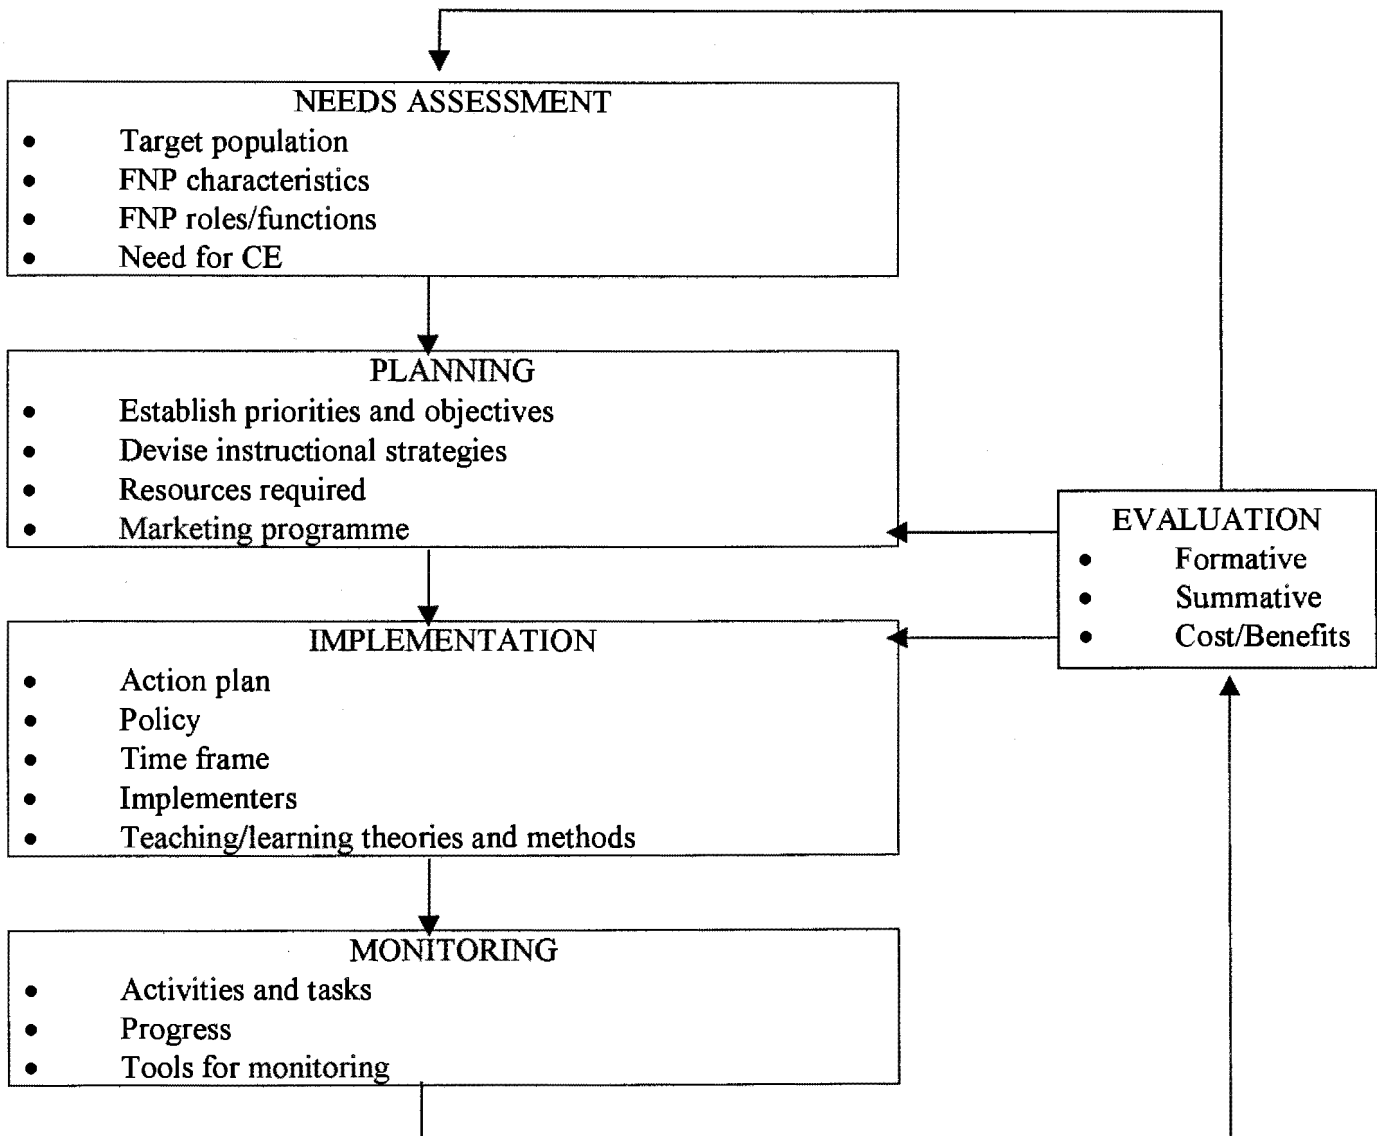 NEEDS ASSESSMENT
• Target population
• FNP characteristics
• FNP roles/functions
• Need for CE
PLANNING
• Establish priorities and objectives
• Devise instructional strategies
• Resources required
• Marketing programme
EVALUATION
• Formative
• Summative
• Cost/Benefits
IMPLEMENTATION
• Action plan
• Policy
• Time frame
• Implementers
• Teaching/learning theories and methods
MONITORING
• Activities and tasks
• Progress
• Tools for monitoring